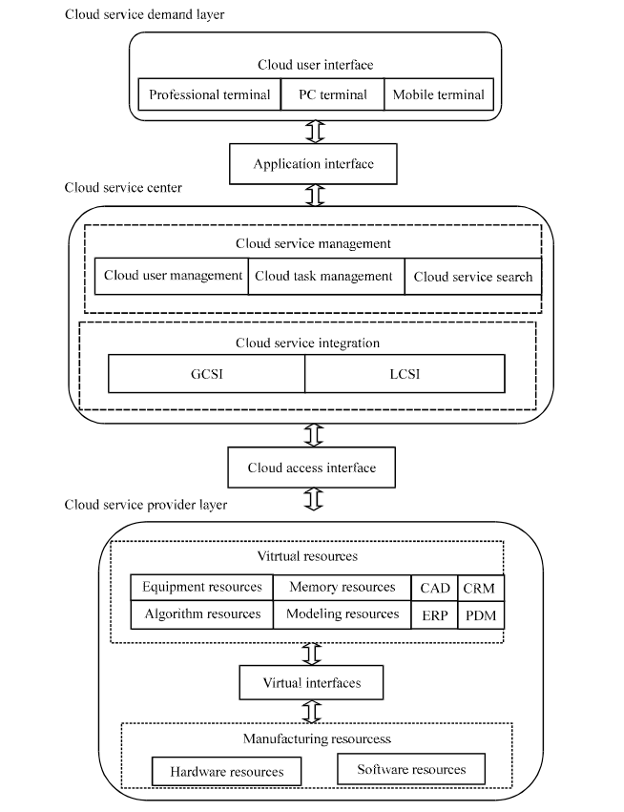 Cloud service demand layer
Cloud user interface
Professional terminal PC terminal Mobile terminal
Application interface
Cloud service center
Cloud service management
Cloud user management Cloud task management Cloud service search
Cloud service integration
GCSI LCSI
Cloud access interface
Cloud service provider layer
Vitrtual resources
Equipment resources Memory resources CAD CRM
Algorithm resources Modeling resources ERP PDM
Virtual interfaces
Manufacturing resourcess
Hardware resources Software resources